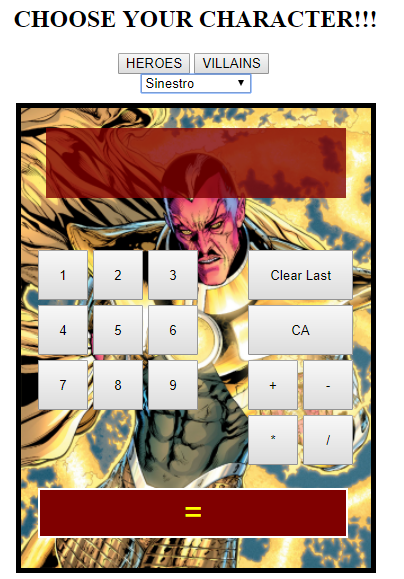 CHOOSE YOUR CHARACTER!!!
HEROES VILLAINS
Sinestro
1 2 3 Clear Last
4 5 6 CA
7 8 9 + -
* /
=